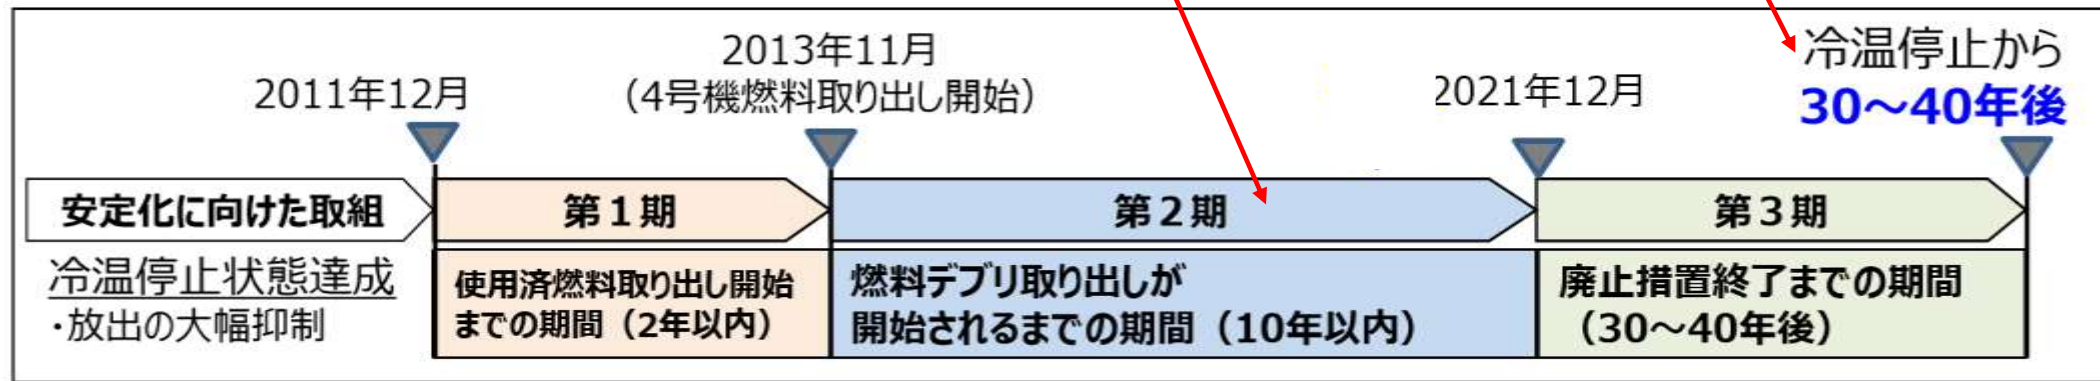 2011年12月
2013年11月
（4号機燃料取り出し開始）
2021年12月
冷温停止から
30～40年後
安定化に向けた取組
第１期
第２期
第３期
冷温停止状態達成
・放出の大幅抑制
使用済燃料取り出し開始
までの期間（2年以内）
燃料デブリ取り出しが
開始されるまでの期間（10年以内）
廃止措置終了までの期間
（30～40年後）